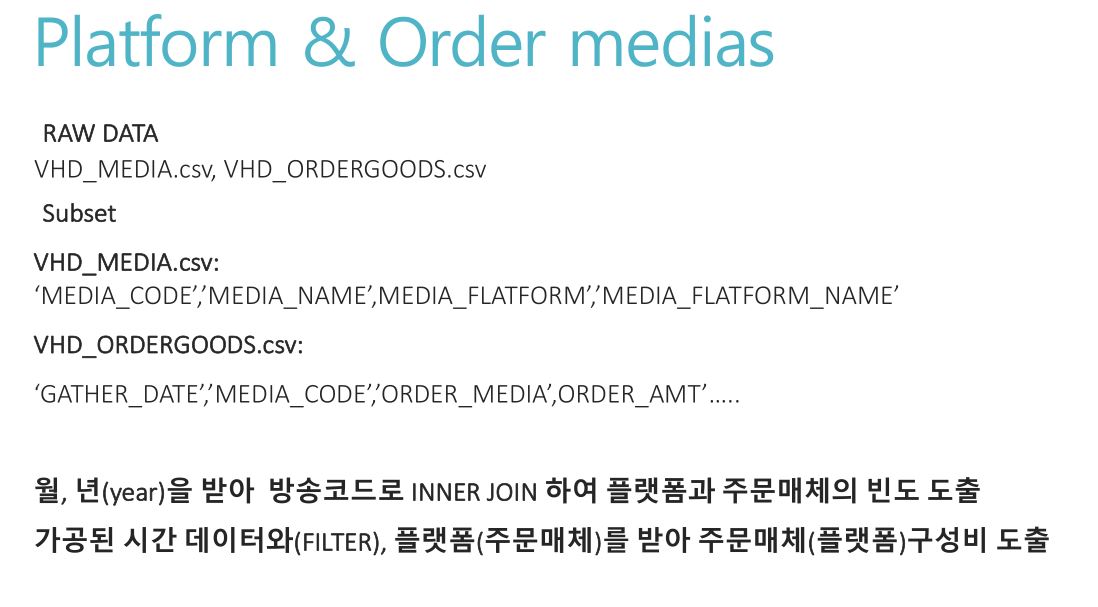 Platform & Order medias
RAW DATA
VHD_MEDIA.csv, VHD_ORDERGOODS.csv
Subset
VHD_MEDIA.csv:
‘MEDIA_CODE’,’MEDIA_NAME’,MEDIA_FLATFORM’,’MEDIA_FLATFORM_NAME’
VHD_ORDERGOODS.csv:
‘GATHER_DATE’,’MEDIA_CODE’,’ORDER_MEDIA’,ORDER_AMT’…..
월, 년(year)을 받아 방송코드로 INNER JOIN 하여 플랫폼과 주문매체의 빈도 도출
가공된 시간 데이터와(FILTER), 플랫폼(주문매체)를 받아 주문매체(플랫폼)구성비 도출